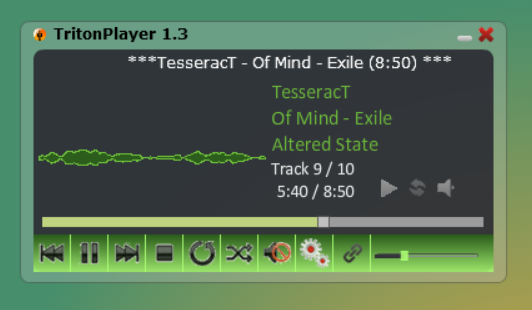 TritonPlayer 1.3
***TesseracT - Of Mind - Exile (8:50) ***
TesseracT
Of Mind - Exile
Altered State
Track 9 / 10
5:40 / 8:50